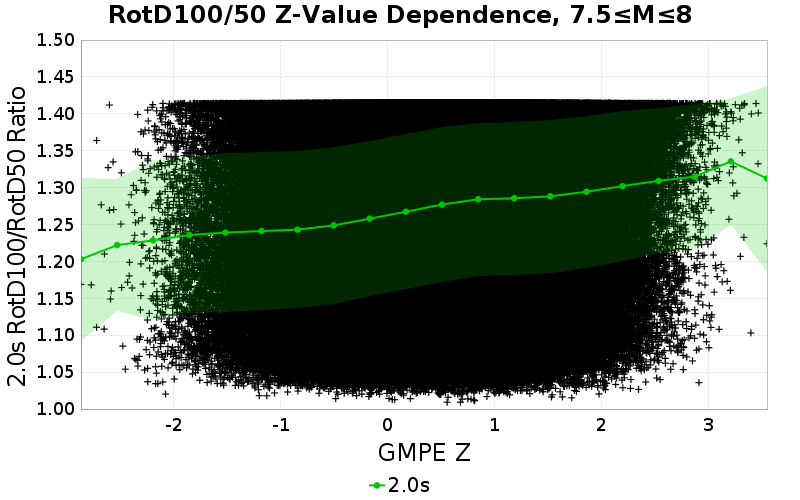 RotD100/50 Z-Value Dependence, 7.5≤M≤8
2.0s RotD100/RotD50 Ratio
1.50
1.45
1.40
1.35
1.30
1.25
1.20
1.15
1.10
1.05
1.00
-2 -1 0 1 2 3
GMPE Z
2.0s